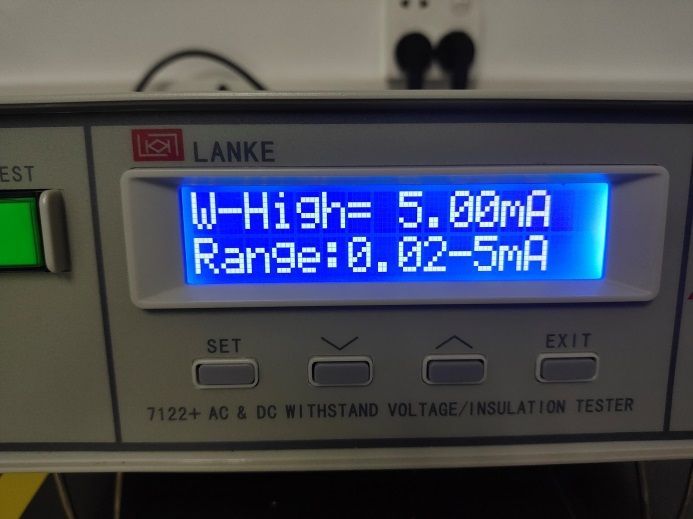 EST
LANKE
W-High= 5.00mA
Range:0.02-5mA
SET
EXIT
7122+ AC & DC WITHSTAND VOLTAGE/INSULATION TESTER